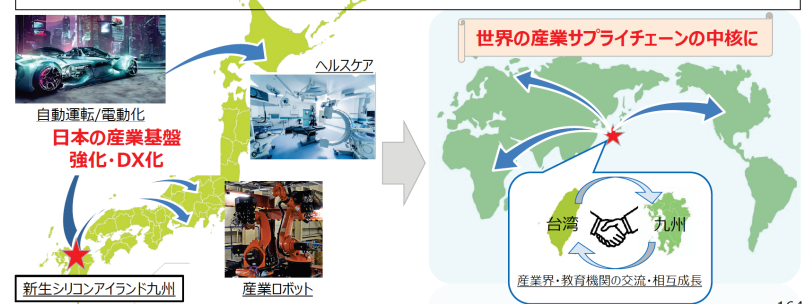 世界の産業サプライチェーンの中核に
ヘルスケア
自動運転/電動化
日本の産業基盤
強化・DX化
台湾
九州
産業界・教育機関の交流・相互成長
新生シリコンアイランド九州
産業ロボット